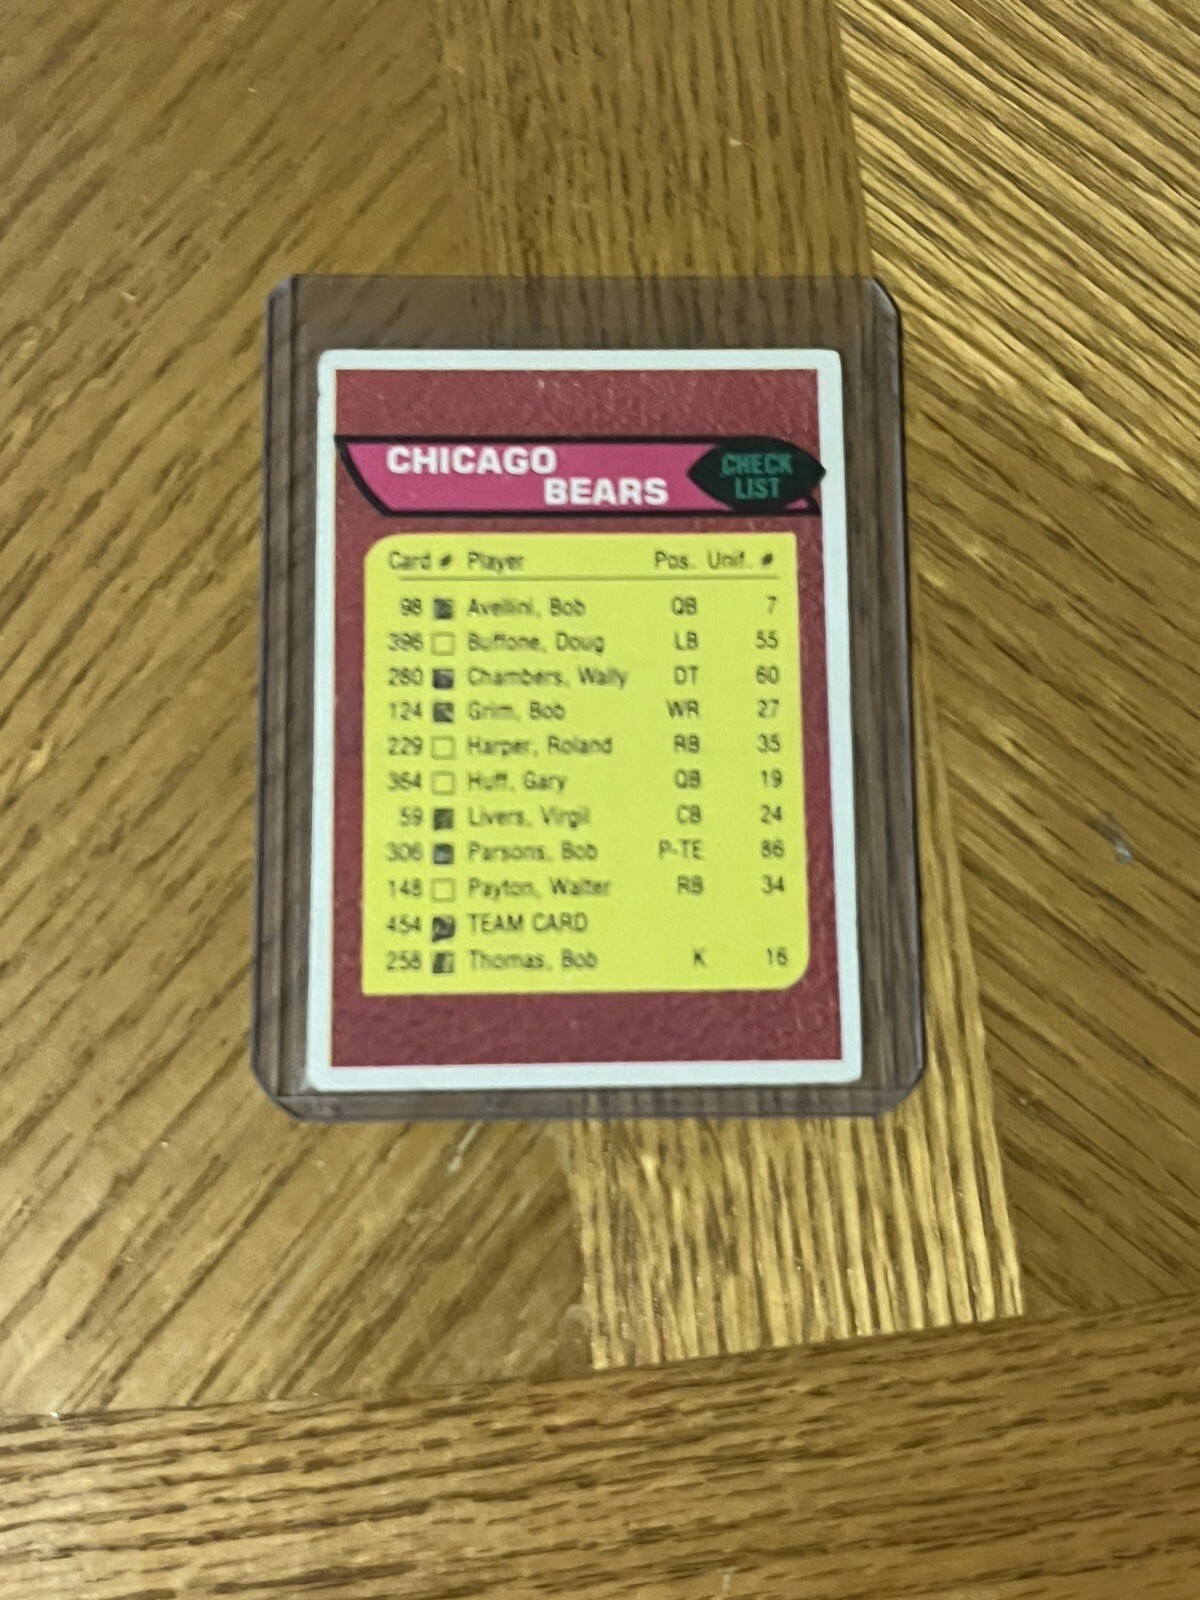 CHICAGO
BEARS
CHECK
LIST
Card # Player Pos. Unif. #
98 Avellini, Bob QB 7
396 Buffone, Doug LB 55
280 Chambers, Wally DT 60
124 Grim, Bob WR 27
229 Harper, Roland RB 35
364 Huff, Gary QB 19
59 Livers, Virgil CB 24
306 Parsons, Bob P-TE 86
148 Payton, Walter RB 34
454 TEAM CARD
258 Thomas, Bob K 16